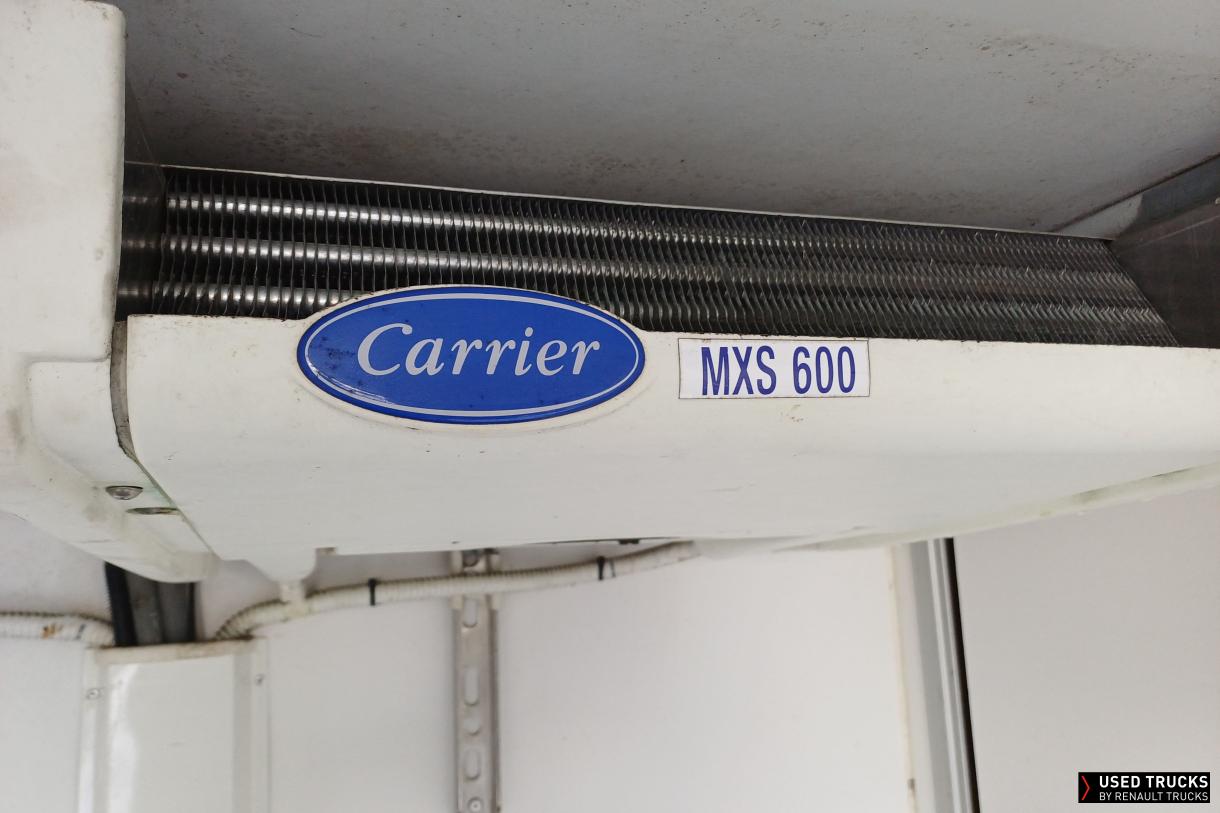 Carrier
MXS 600
USED TRUCKS
BY RENAULT TRUCKS